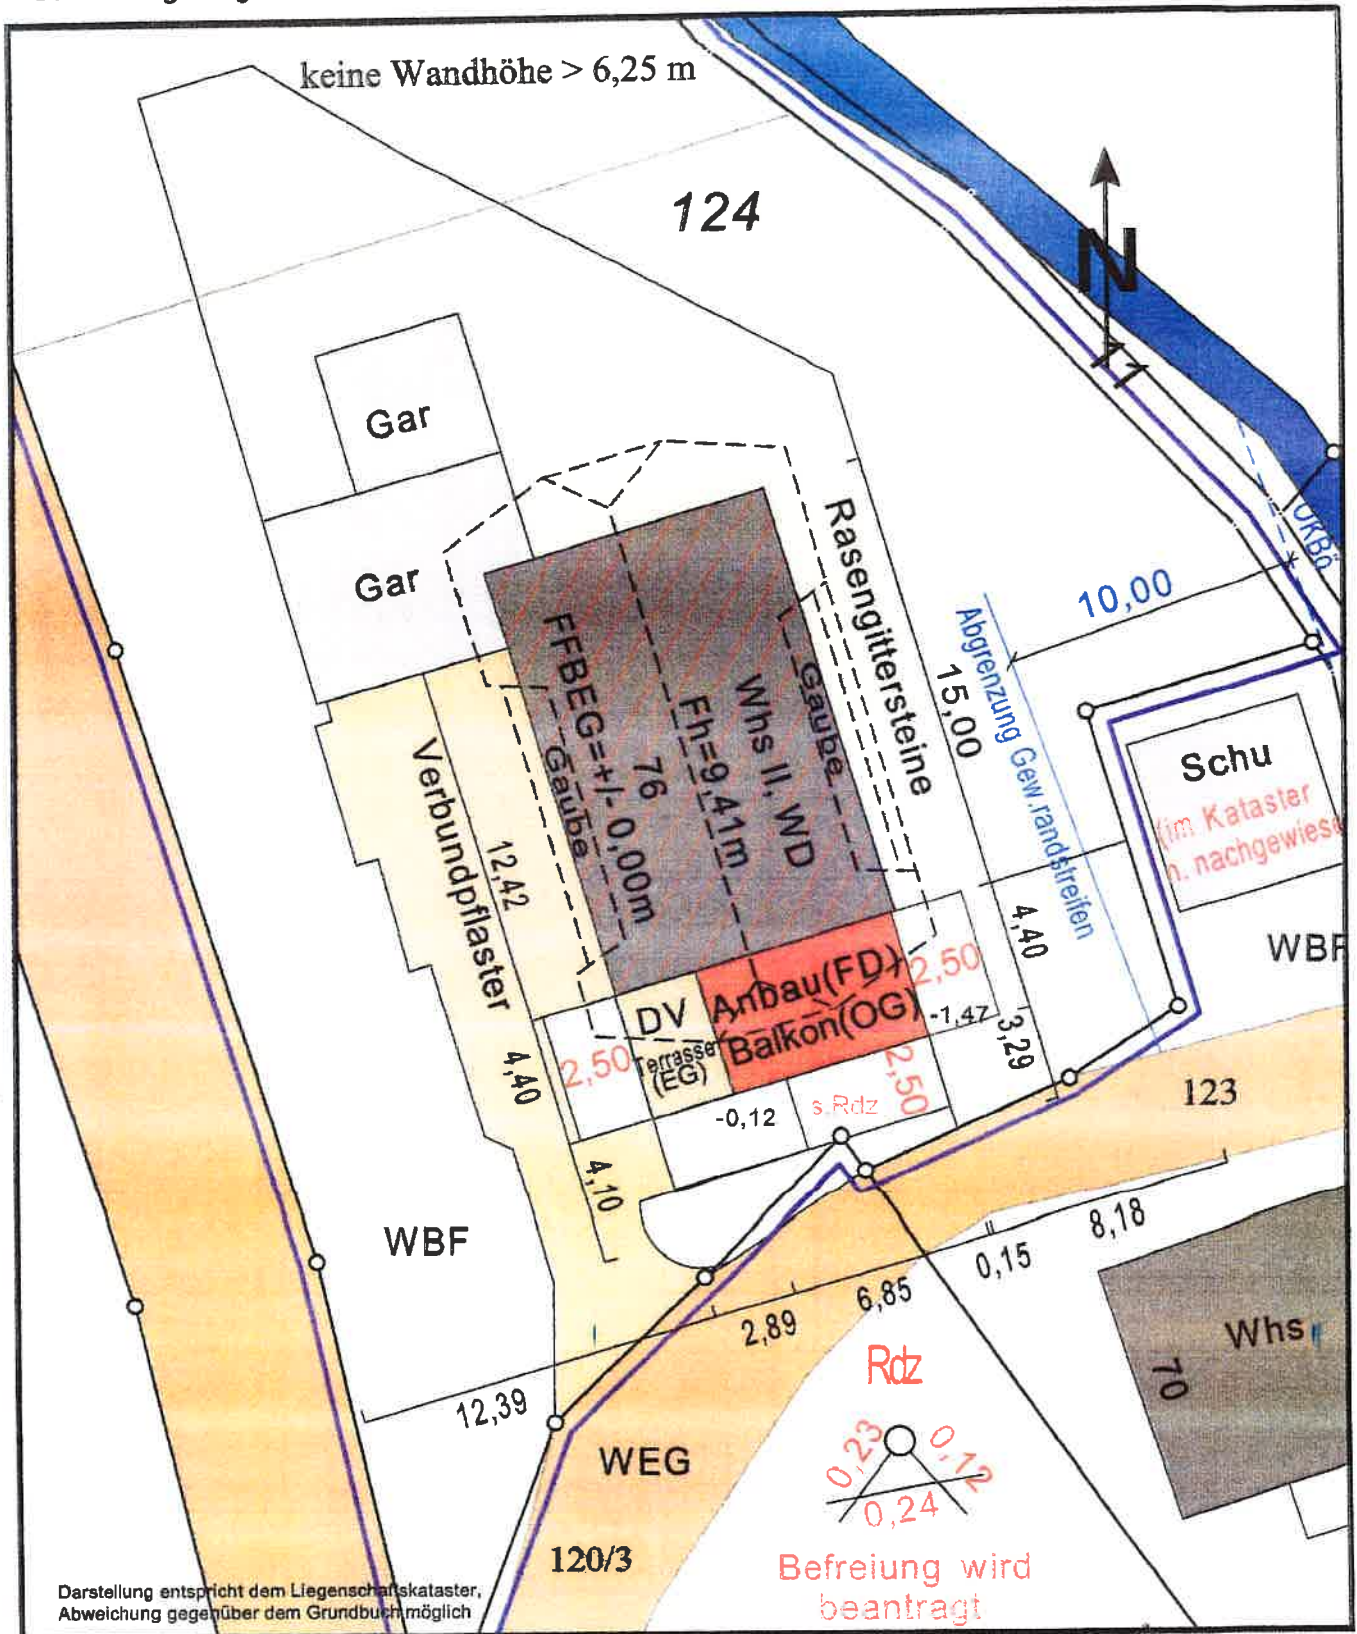 keine Wandhöhe > 6,25 m
124
N
11
Gar
Gar
Rasengittersteine
15,00
10,00
ÜKBö
Abgrenzung Gew.randstreifen
Schu
(im Kataster
n. nachgewiese
WBF
Gaube
Whs II, WD
Fh=9,41m
76
FFBEG=+/- 0,00m
Gaube
Verbundpflaster
12,42
4,40
2,50
-1,47
3,29
Anbau(FD)
Balkon(OG)
DV
Terrasse
(EG)
2,50
4,40
2,50
-0,12
s.Rdz
4,10
123
WBF
8,18
0,15
6,85
2,89
12,39
Whs
70
Rdz
0,23
0,12
0,24
WEG
120/3
Befreiung wird
beantragt
Darstellung entspricht dem Liegenschaftskataster,
Abweichung gegenüber dem Grundbuch möglich